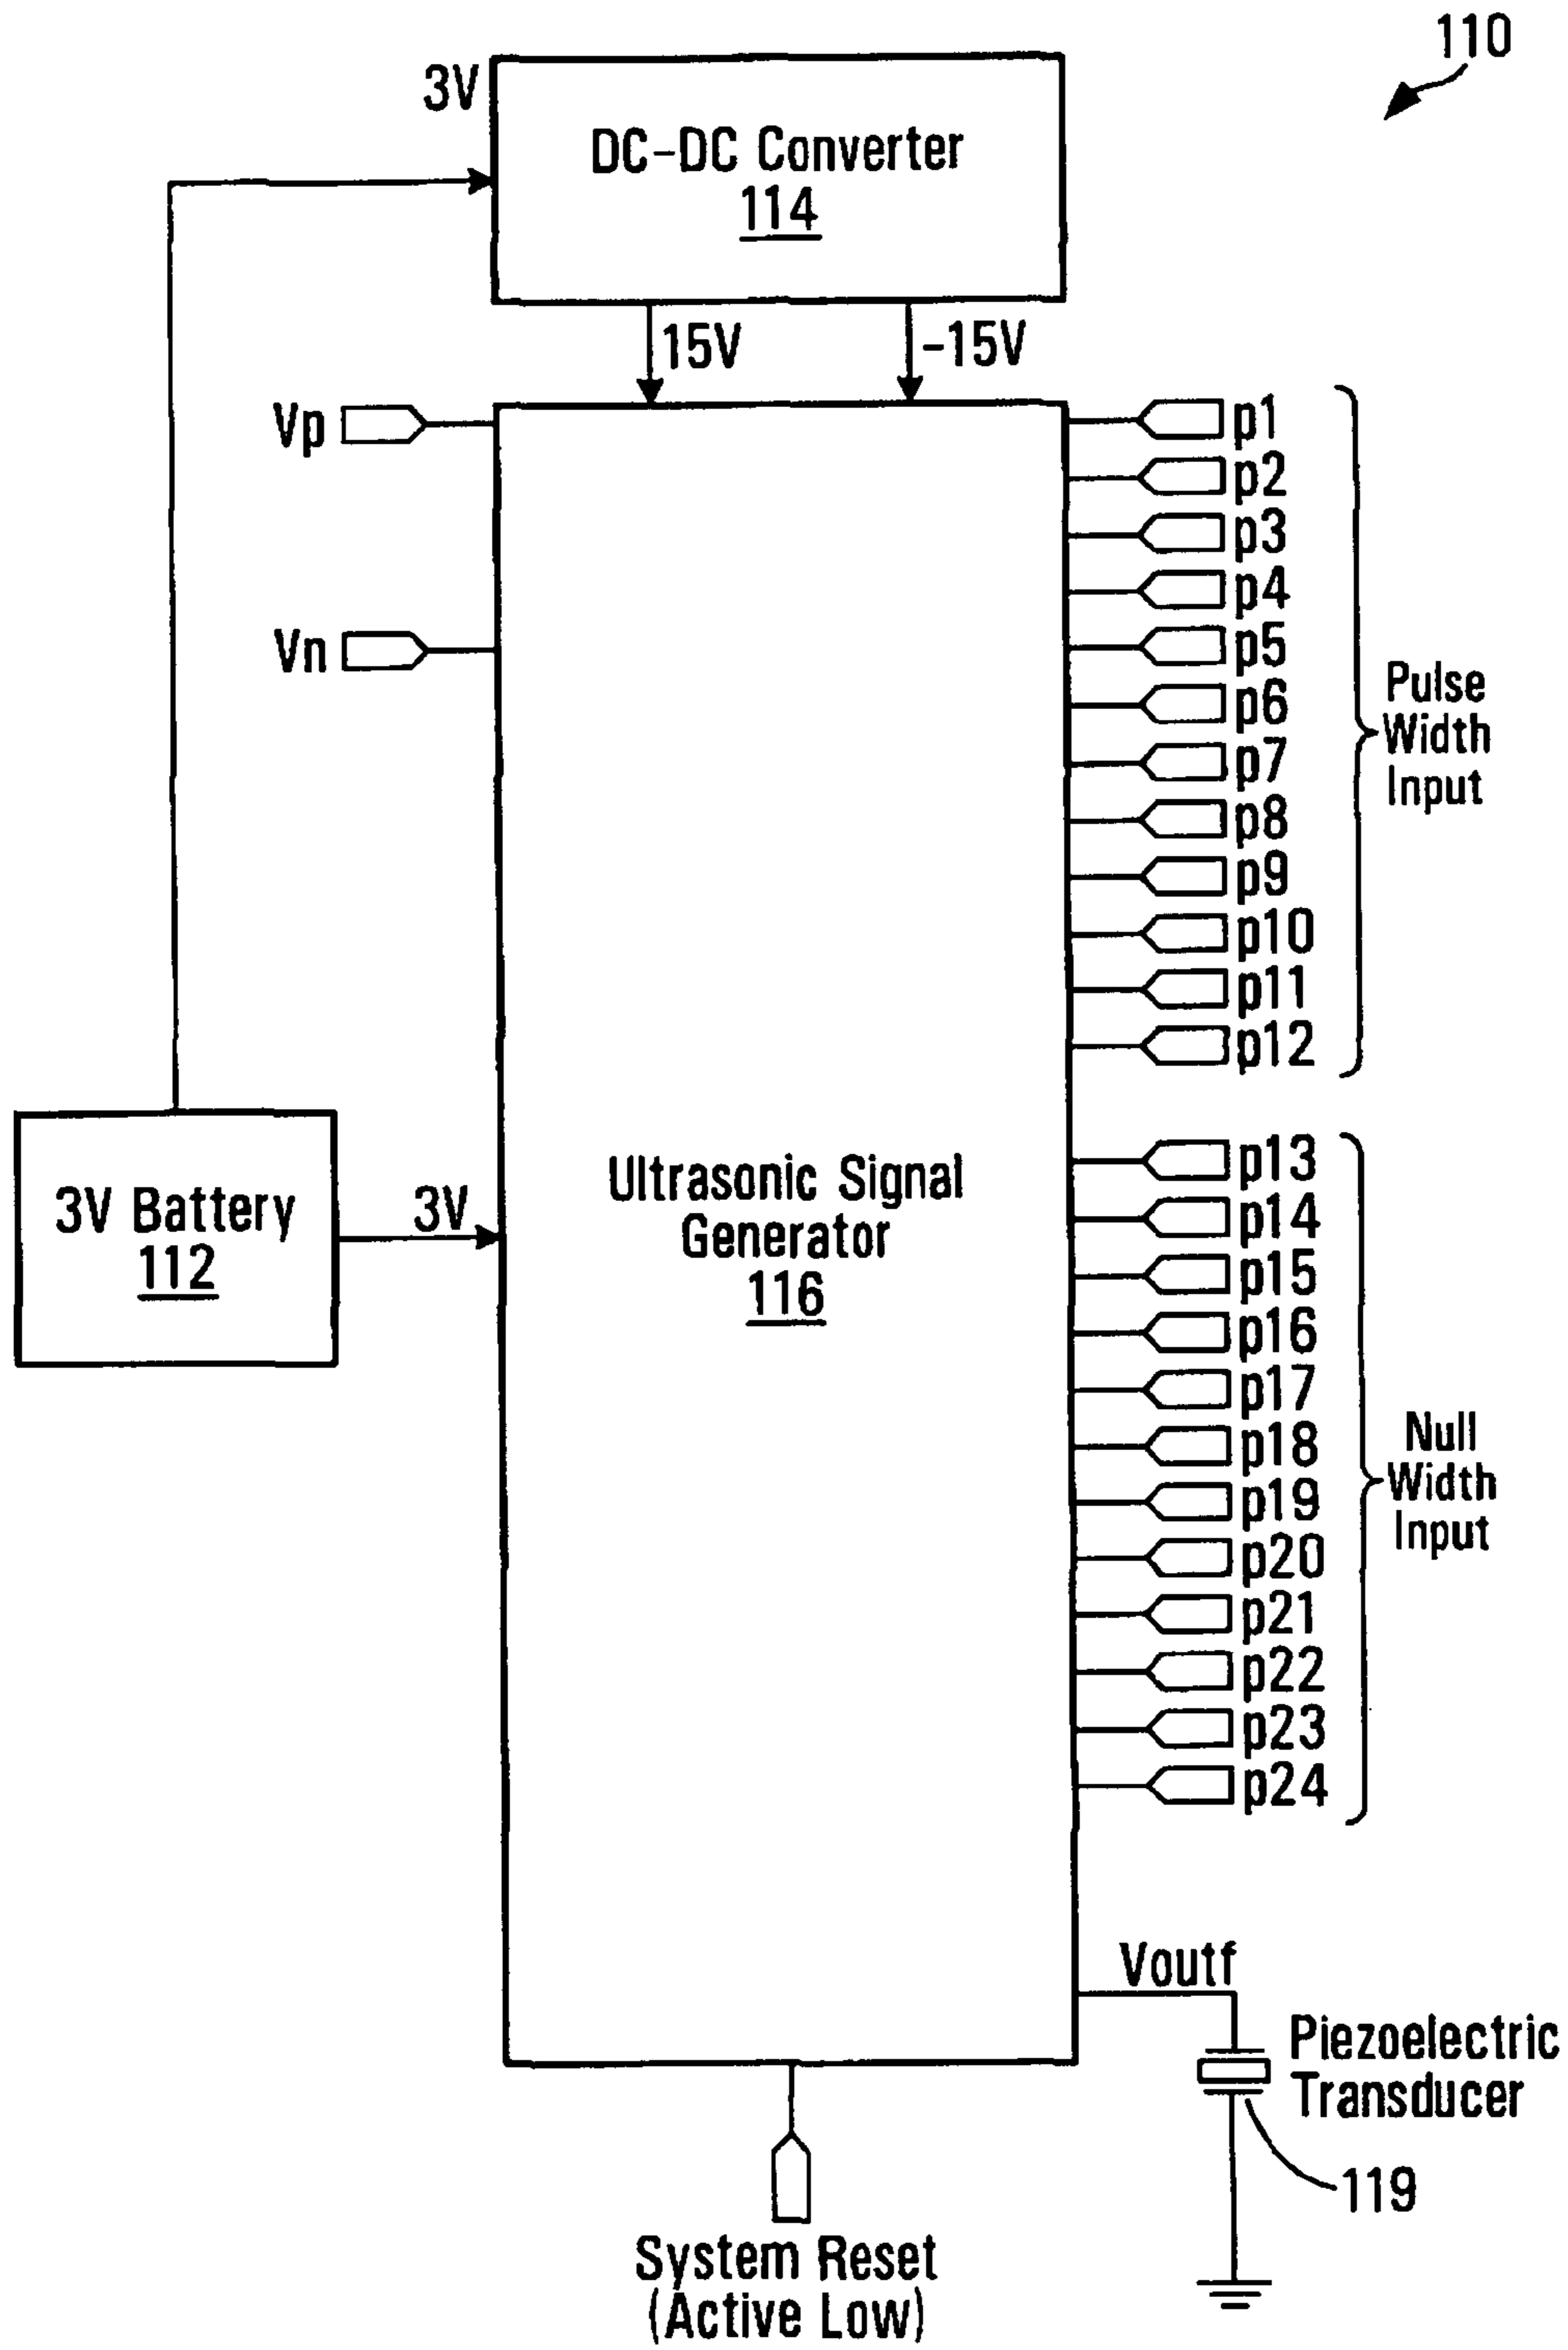 110
3V
DC-DC Converter
114
15V
-15V
Vp
Vn
p1
p2
p3
p4
p5
p6
p7
p8
p9
p10
p11
p12
Pulse
Width
Input
3V Battery
112
3V
Ultrasonic Signal
Generator
116
p13
p14
p15
p16
p17
p18
p19
p20
p21
p22
p23
p24
Null
Width
Input
Voutf
Piezoelectric
Transducer
119
System Reset
(Active Low)